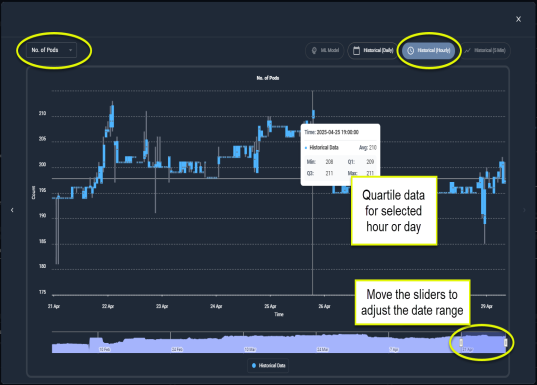 X
No. of Pods
ML Model
Historical (Daily)
Historical (Hourly)
Historical (5 Min)
No. of Pods
210
205
200
195
190
185
180
175
Count
Time: 2025-04-25 19:00:00
Historical Data Avg: 210
Min: 208 Q1: 209
Q3: 211 Max: 211
Quartile data
for selected
hour or day
Move the sliders to
adjust the date range
21 Apr 22 Apr 23 Apr 24 Apr 25 Apr 26 Apr 29 Apr
Time
Historical Data